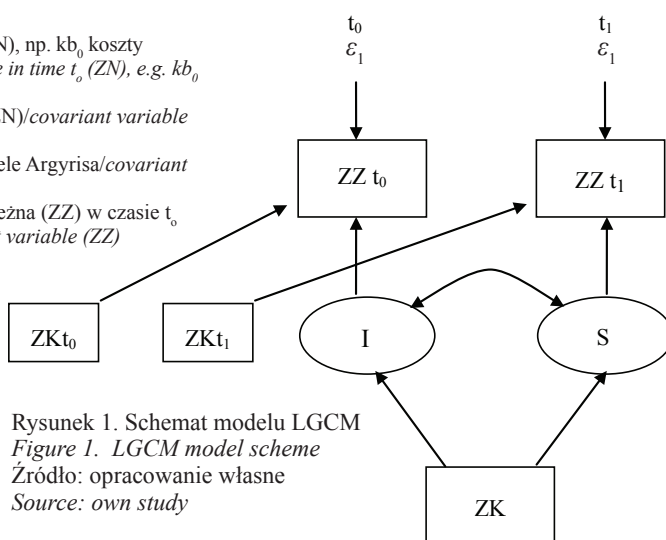 t₀ t₁
ε₁ ε₁
N), np. kb₀ koszty
e in time tₒ (ZN), e.g. kb₀
ZN)/covariant variable
ele Argyrisa/covariant
eżna (ZZ) w czasie tₒ
t variable (ZZ)
ZZ t₀ ZZ t₁
ZKt₀ ZKt₁ I S
Rysunek 1. Schemat modelu LGCM
Figure 1. LGCM model scheme
Źródło: opracowanie własne
Source: own study
ZK